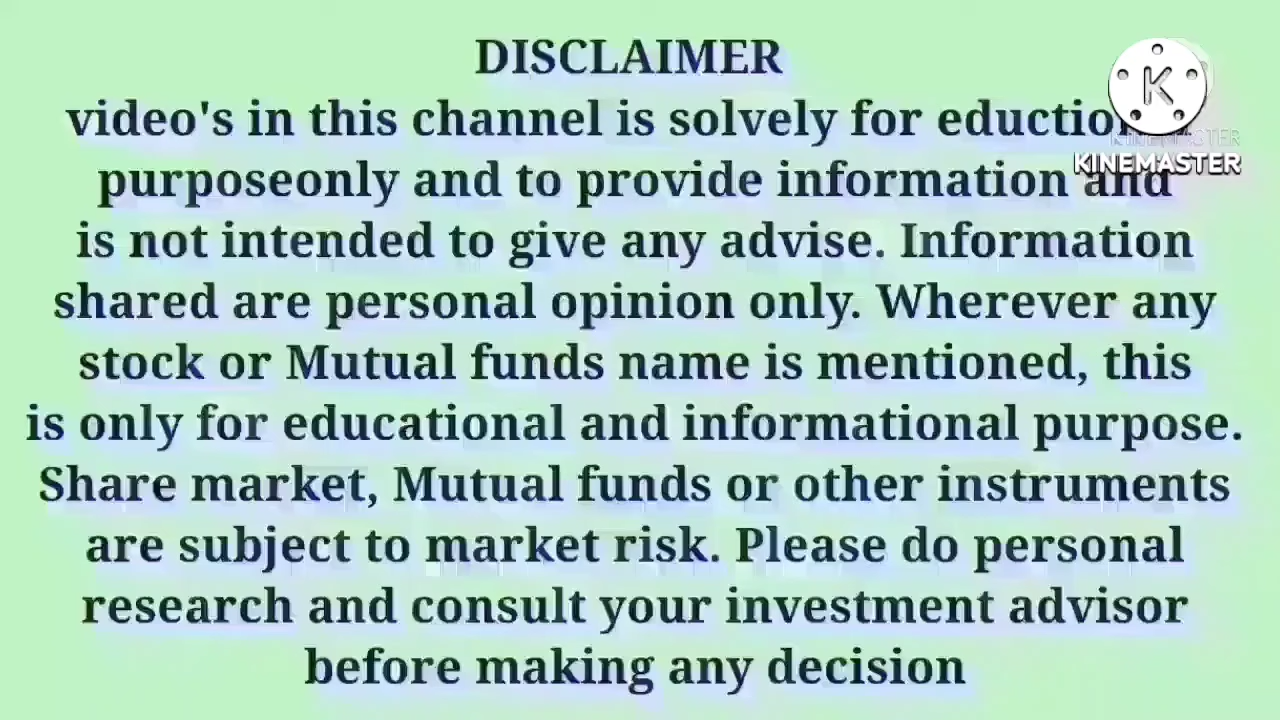 DISCLAIMER
video's in this channel is solvely for
purposeonly and to provide information and
is not intended to give any advise. Information
shared are personal opinion only. Wherever any
stock or Mutual funds name is mentioned, this
is only for educational and informational purpose.
Share market, Mutual funds or other instruments
are subject to market risk. Please do personal
research and consult your investment advisor
before making any decision
K
KINEMASTER